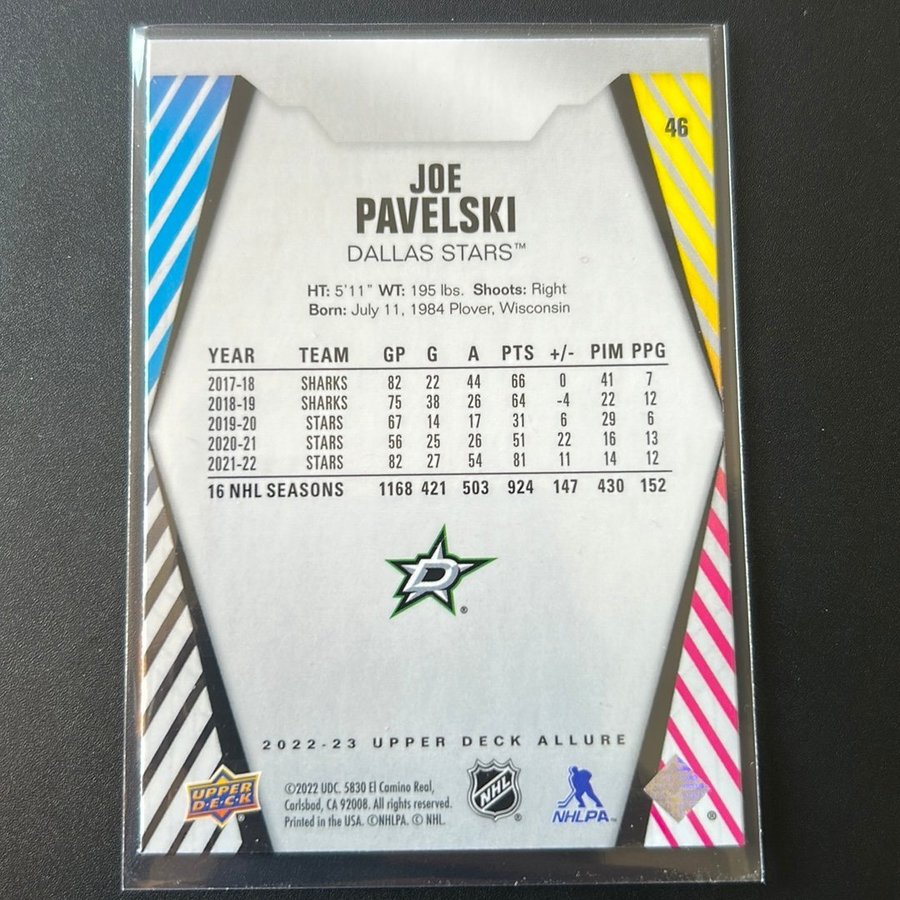 46
JOE
PAVELSKI
DALLAS STARS™
HT: 5'11" WT: 195 lbs. Shoots: Right
Born: July 11, 1984 Plover, Wisconsin
YEAR TEAM GP G A PTS +/- PIM PPG
2017-18 SHARKS 82 22 44 66 0 41 7
2018-19 SHARKS 75 38 26 64 -4 22 12
2019-20 STARS 67 14 17 31 6 29 6
2020-21 STARS 56 25 26 51 22 16 13
2021-22 STARS 82 27 54 81 11 14 12
16 NHL SEASONS 1168 421 503 924 147 430 152
D ®
2022-23 UPPER DECK ALLURE
UPPER DECK ®
©2022 UDC. 5830 El Camino Real,
Carlsbad, CA 92008. All rights reserved.
Printed in the USA. ©NHLPA. © NHL.
NHL ®
NHLPA™
®